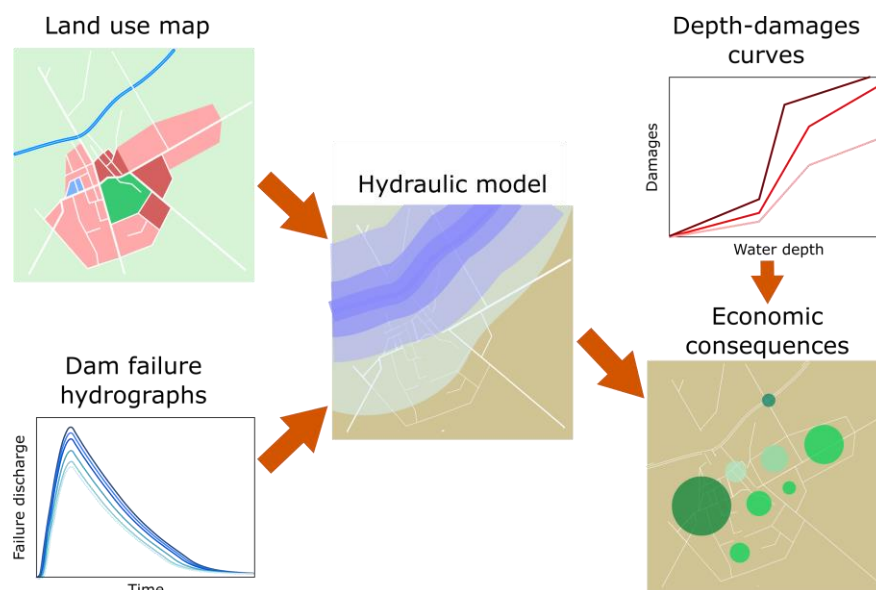 Land use map
Depth-damages
curves
Damages
Water depth
Hydraulic model
Economic
consequences
Dam failure
hydrographs
Failure discharge
Time